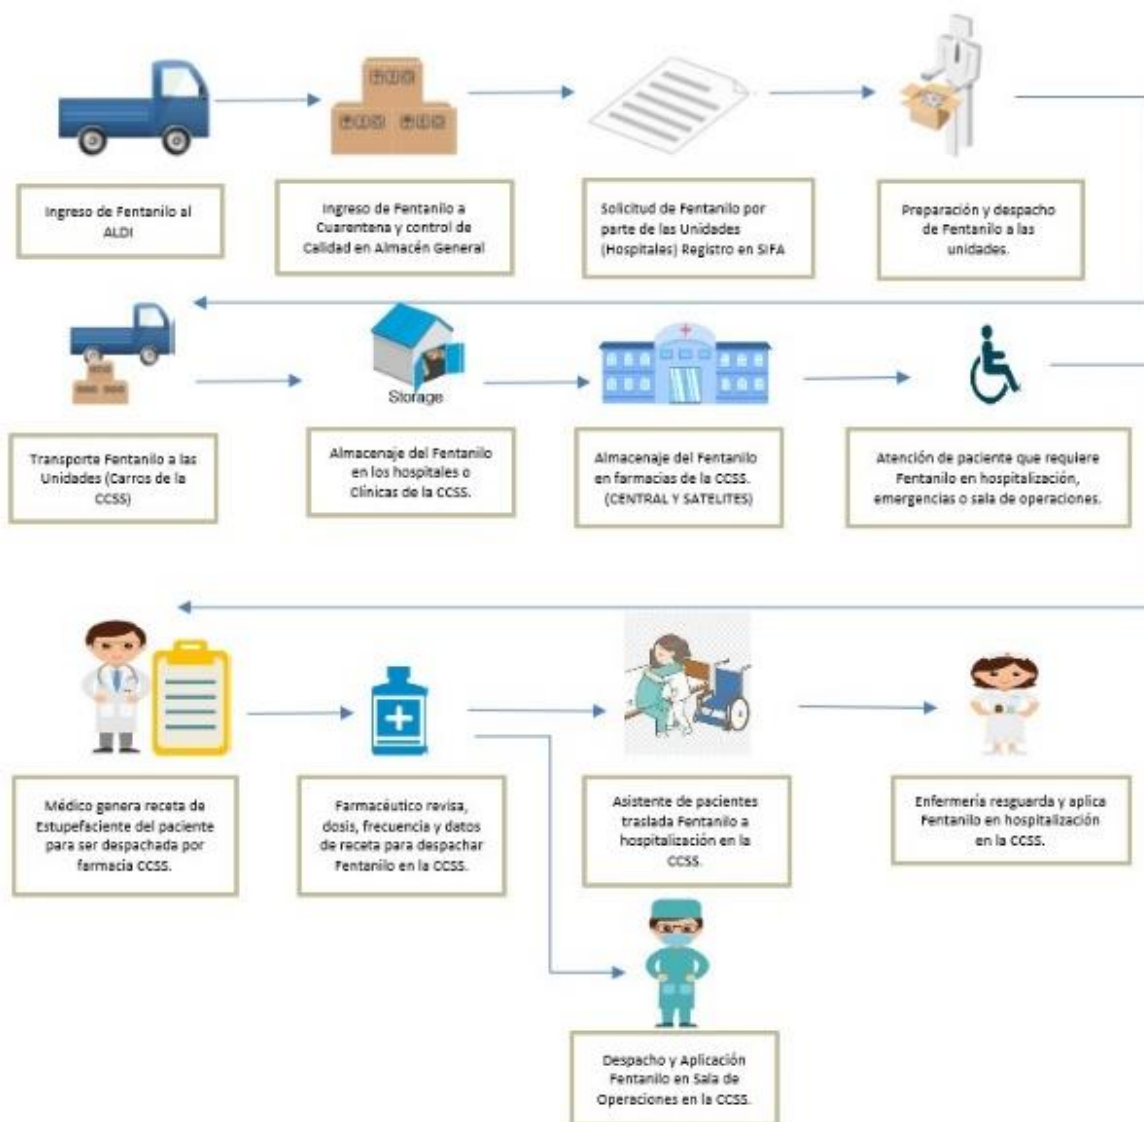 Ingreso de Fentanilo al
ALDI
Ingreso de Fentanilo a
Cuarentena y control de
Calidad en Almacén General
Solicitud de Fentanilo por
parte de las Unidades
(Hospitales) Registro en SIFA
Preparación y despacho
de Fentanilo a las
unidades.
Storage
Transporte Fentanilo a las
Unidades (Carros de la
CCSS)
Almacenaje del Fentanilo
en los hospitales o
Clínicas de la CCSS.
Almacenaje del Fentanilo
en farmacias de la CCSS.
(CENTRAL Y SATELITES)
Atención de paciente que requiere
Fentanilo en hospitalización,
emergencias o sala de operaciones.
Médico genera receta de
Estupefaciente del paciente
para ser despachada por
farmacia CCSS.
Farmacéutico revisa,
dosis, frecuencia y datos
de receta para despachar
Fentanilo en la CCSS.
Asistente de pacientes
traslada Fentanilo a
hospitalización en la
CCSS.
Enfermería resguarda y aplica
Fentanilo en hospitalización
en la CCSS.
Despacho y Aplicación
Fentanilo en Sala de
Operaciones en la CCSS.